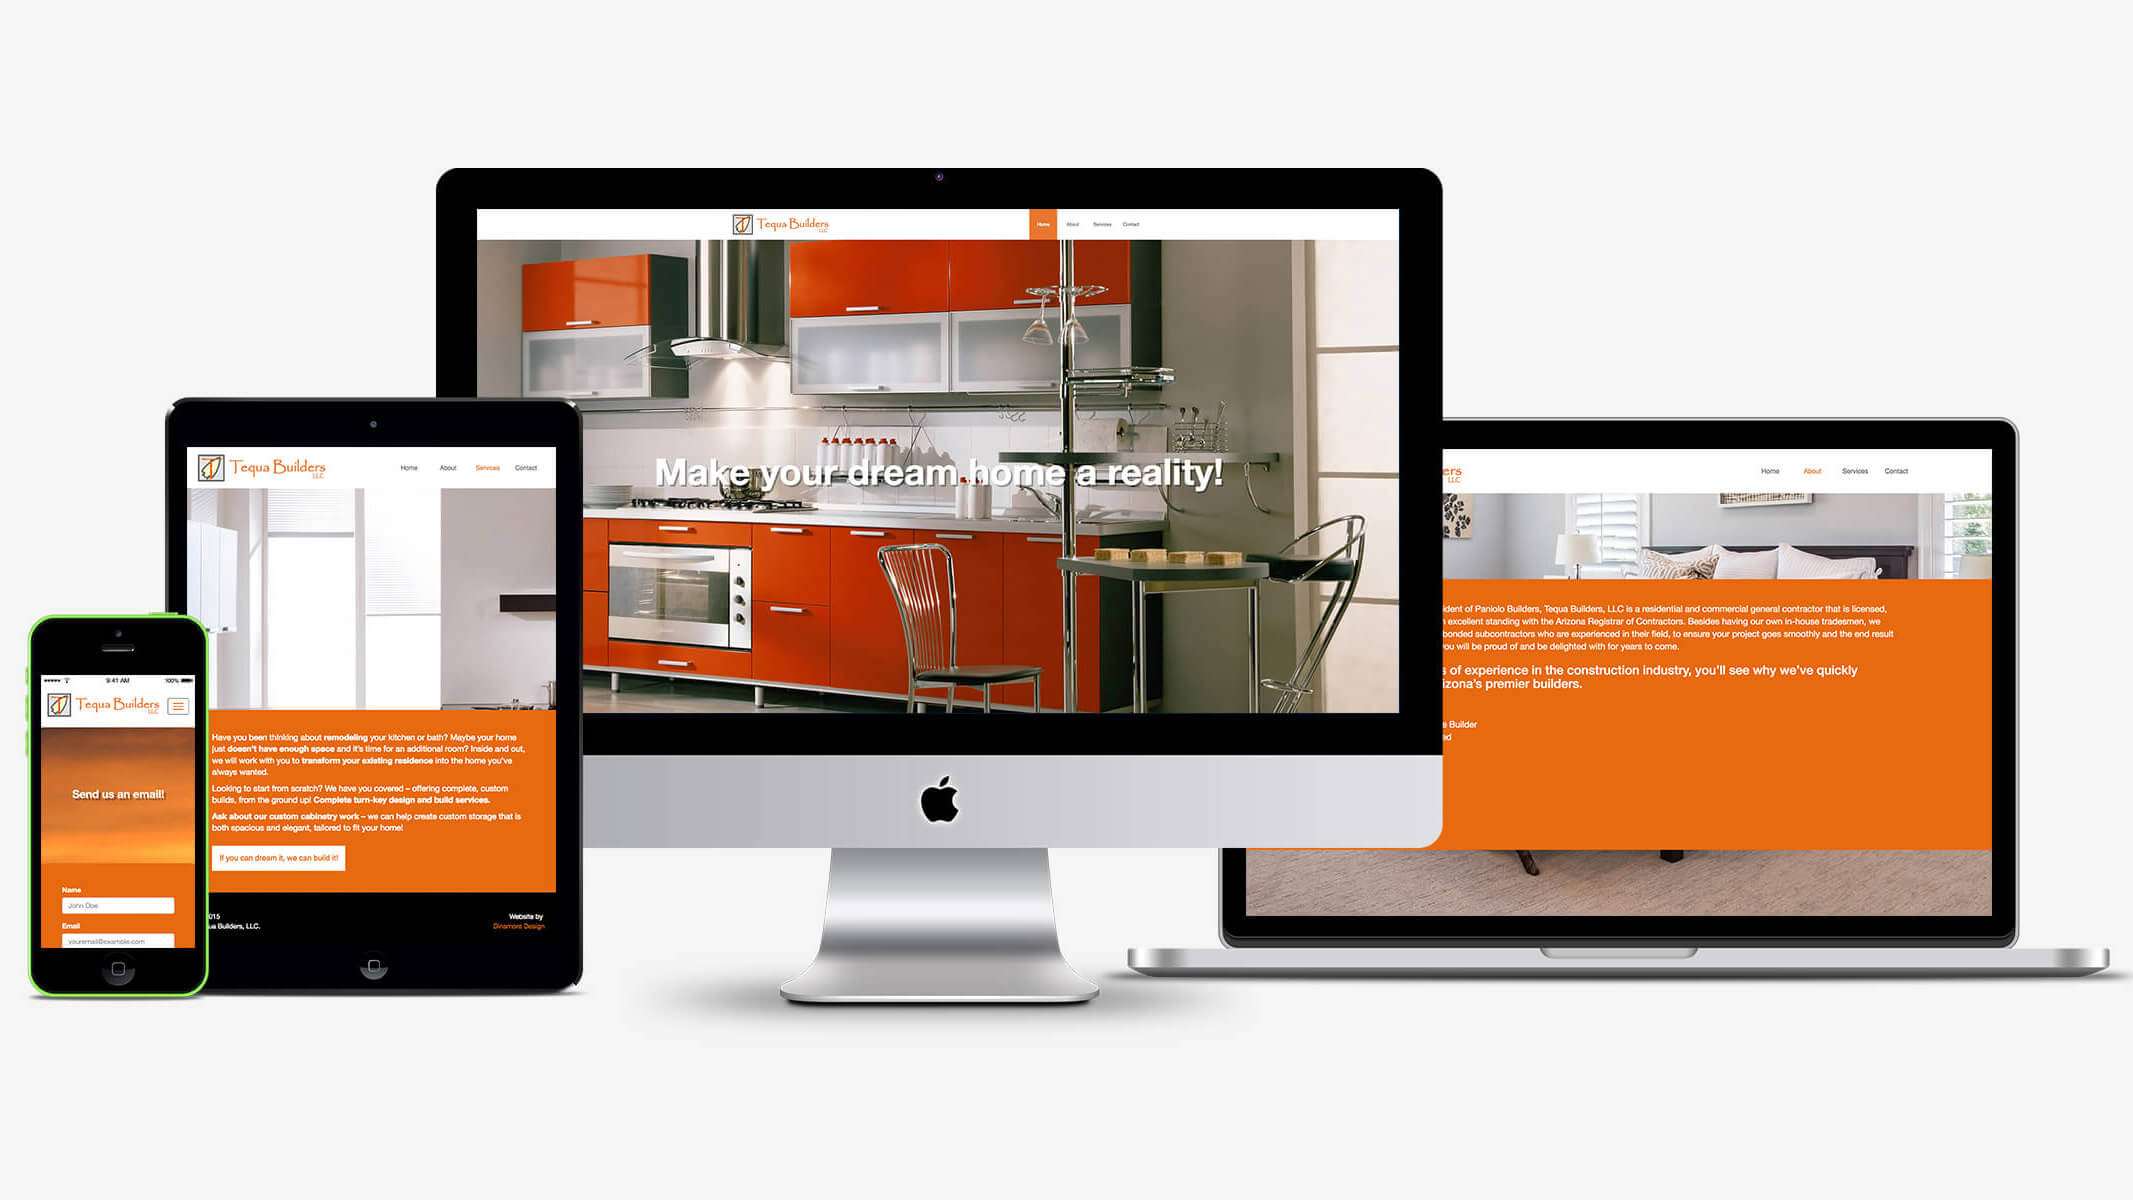 Tequa Builders
LLC
Home About Services Contact
Make your dream home a reality!
Tequa Builders
LLC
Home About Services Contact
Have you been thinking about remodeling your kitchen or bath? Maybe your home
just doesn't have enough space and it's time for an additional room? Inside and out,
we will work with you to transform your existing residence into the home you've
always wanted.
Looking to start from scratch? We have you covered – offering complete, custom
builds, from the ground up! Complete turn-key design and build services.
Ask about our custom cabinetry work – we can help create custom storage that is
both spacious and elegant, tailored to fit your home!
If you can dream it, we can build it!
015
ua Builders, LLC.
Website by
Dinsmore Design
9:41 AM 100%
Tequa Builders
LLC
Send us an email!
Name
John Doe
Email
youremail@example.com
ers
LLC
Home About Services Contact
ident of Paniolo Builders, Tequa Builders, LLC is a residential and commercial general contractor that is licensed,
n excellent standing with the Arizona Registrar of Contractors. Besides having our own in-house tradesmen, we
bonded subcontractors who are experienced in their field, to ensure your project goes smoothly and the end result
ou will be proud of and be delighted with for years to come.
s of experience in the construction industry, you'll see why we've quickly
izona's premier builders.
e Builder
ed